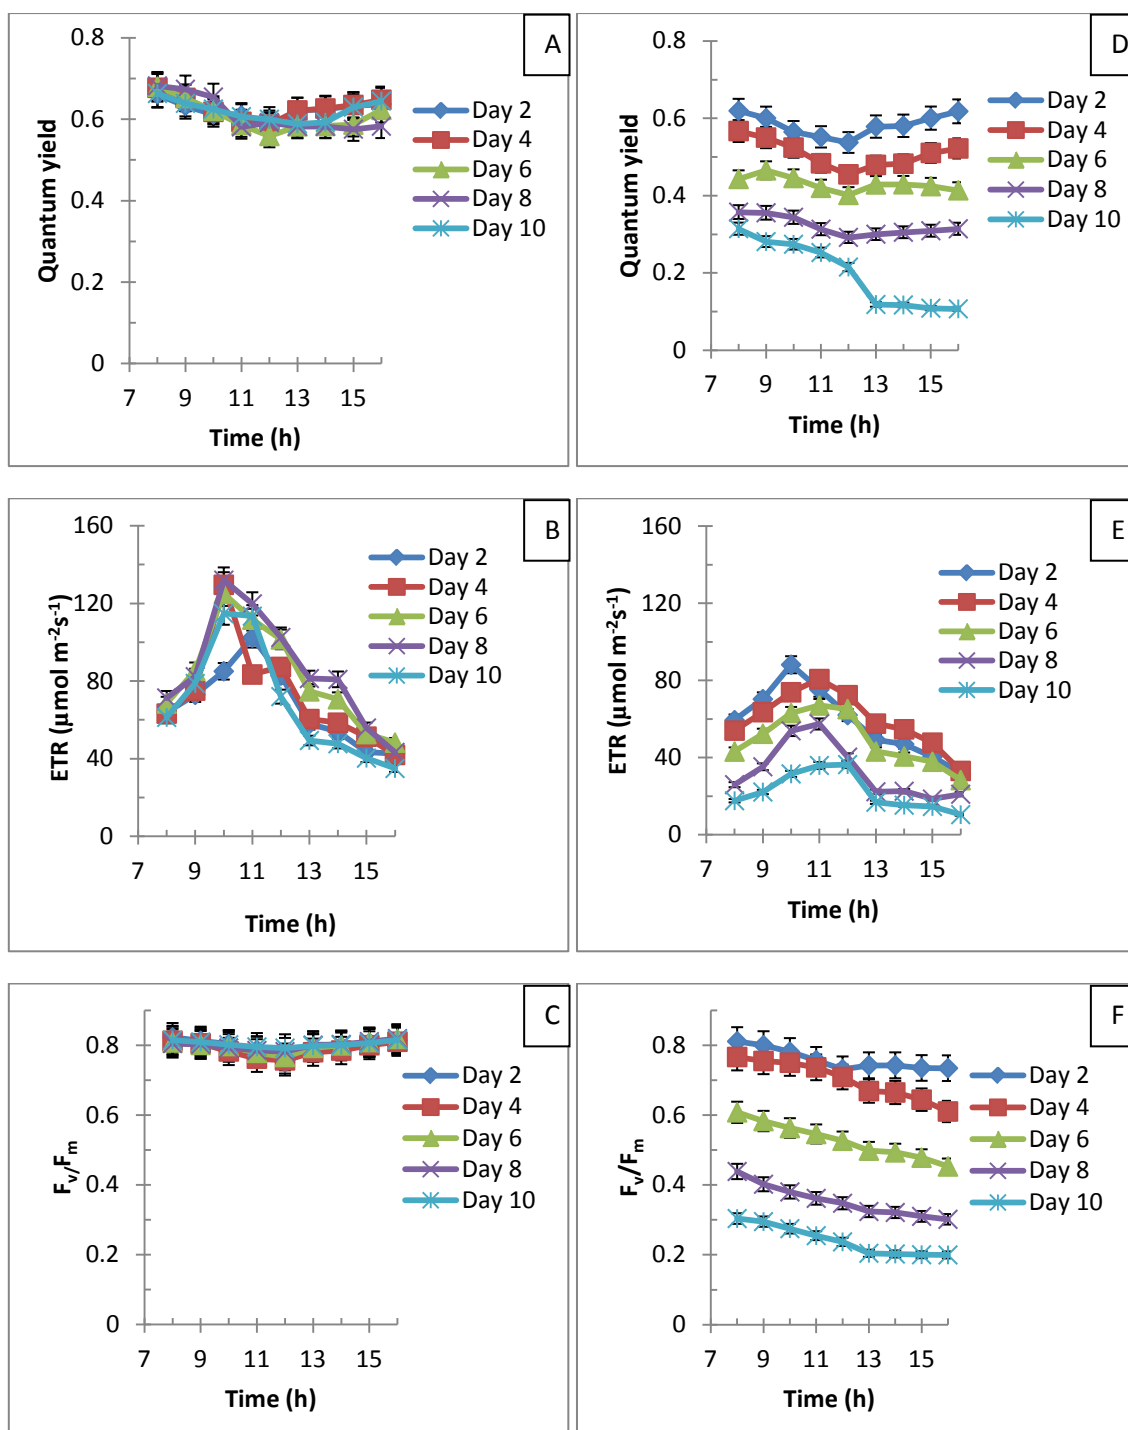 A
0.8
0.6
0.4
0.2
0
7 9 11 13 15
Quantum yield
Time (h)
Day 2
Day 4
Day 6
Day 8
Day 10
D
0.8
0.6
0.4
0.2
0
7 9 11 13 15
Quantum yield
Time (h)
Day 2
Day 4
Day 6
Day 8
Day 10
B
160
120
80
40
0
7 9 11 13 15
ETR (µmol m⁻²s⁻¹)
Time (h)
Day 2
Day 4
Day 6
Day 8
Day 10
E
160
120
80
40
0
7 9 11 13 15
ETR (µmol m⁻²s⁻¹)
Time (h)
Day 2
Day 4
Day 6
Day 8
Day 10
C
0.8
0.6
0.4
0.2
0
7 9 11 13 15
Fᵥ/Fₘ
Time (h)
Day 2
Day 4
Day 6
Day 8
Day 10
F
0.8
0.6
0.4
0.2
0
7 9 11 13 15
Fᵥ/Fₘ
Time (h)
Day 2
Day 4
Day 6
Day 8
Day 10